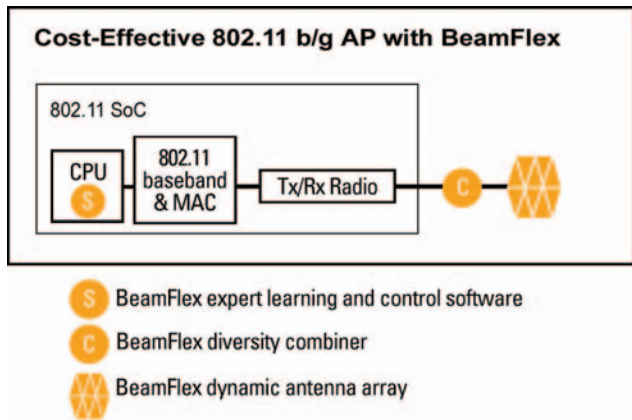 Cost-Effective 802.11 b/g AP with BeamFlex
802.11 SoC
CPU
S
802.11
baseband
& MAC
Tx/Rx Radio
C
S BeamFlex expert learning and control software
C BeamFlex diversity combiner
BeamFlex dynamic antenna array